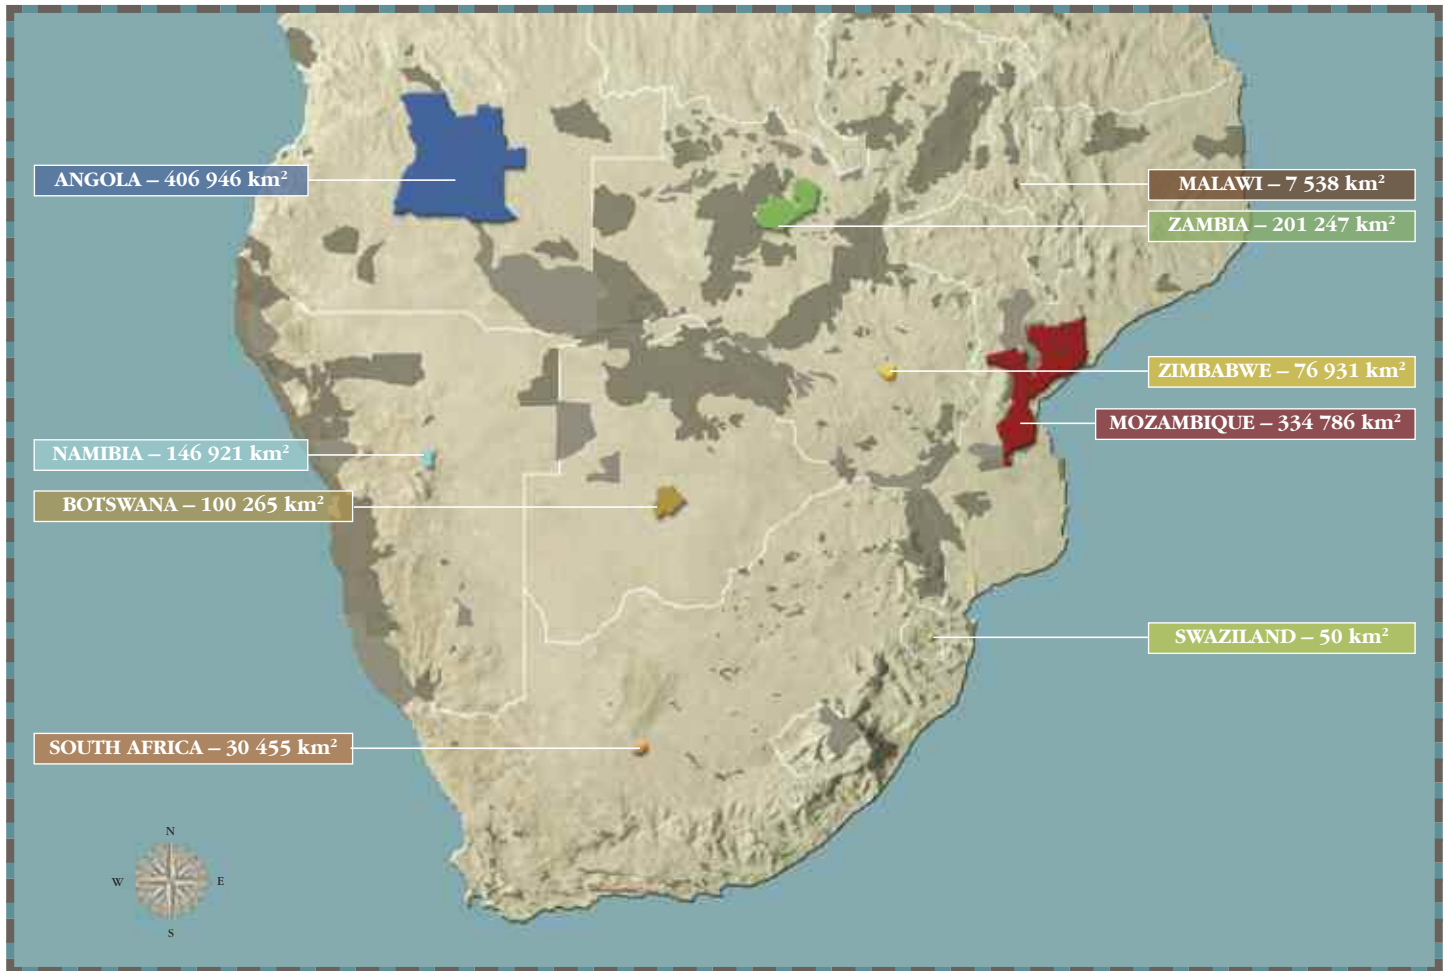 ANGOLA – 406 946 km²
MALAWI – 7 538 km²
ZAMBIA – 201 247 km²
ZIMBABWE – 76 931 km²
MOZAMBIQUE – 334 786 km²
NAMIBIA – 146 921 km²
BOTSWANA – 100 265 km²
SWAZILAND – 50 km²
SOUTH AFRICA – 30 455 km²
N
W E
S